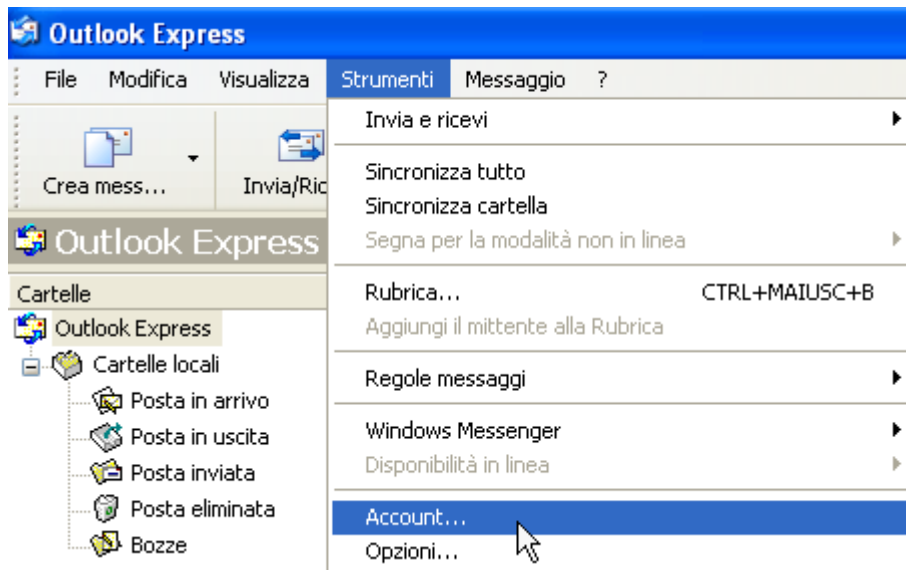 Outlook Express
File Modifica Visualizza Strumenti Messaggio ?
Crea mess... Invia/Ric
Outlook Express
Cartelle
Outlook Express
Cartelle locali
Posta in arrivo
Posta in uscita
Posta inviata
Posta eliminata
Bozze
Invia e ricevi
Sincronizza tutto
Sincronizza cartella
Segna per la modalità non in linea
Rubrica... CTRL+MAIUSC+B
Aggiungi il mittente alla Rubrica
Regole messaggi
Windows Messenger
Disponibilità in linea
Account...
Opzioni...